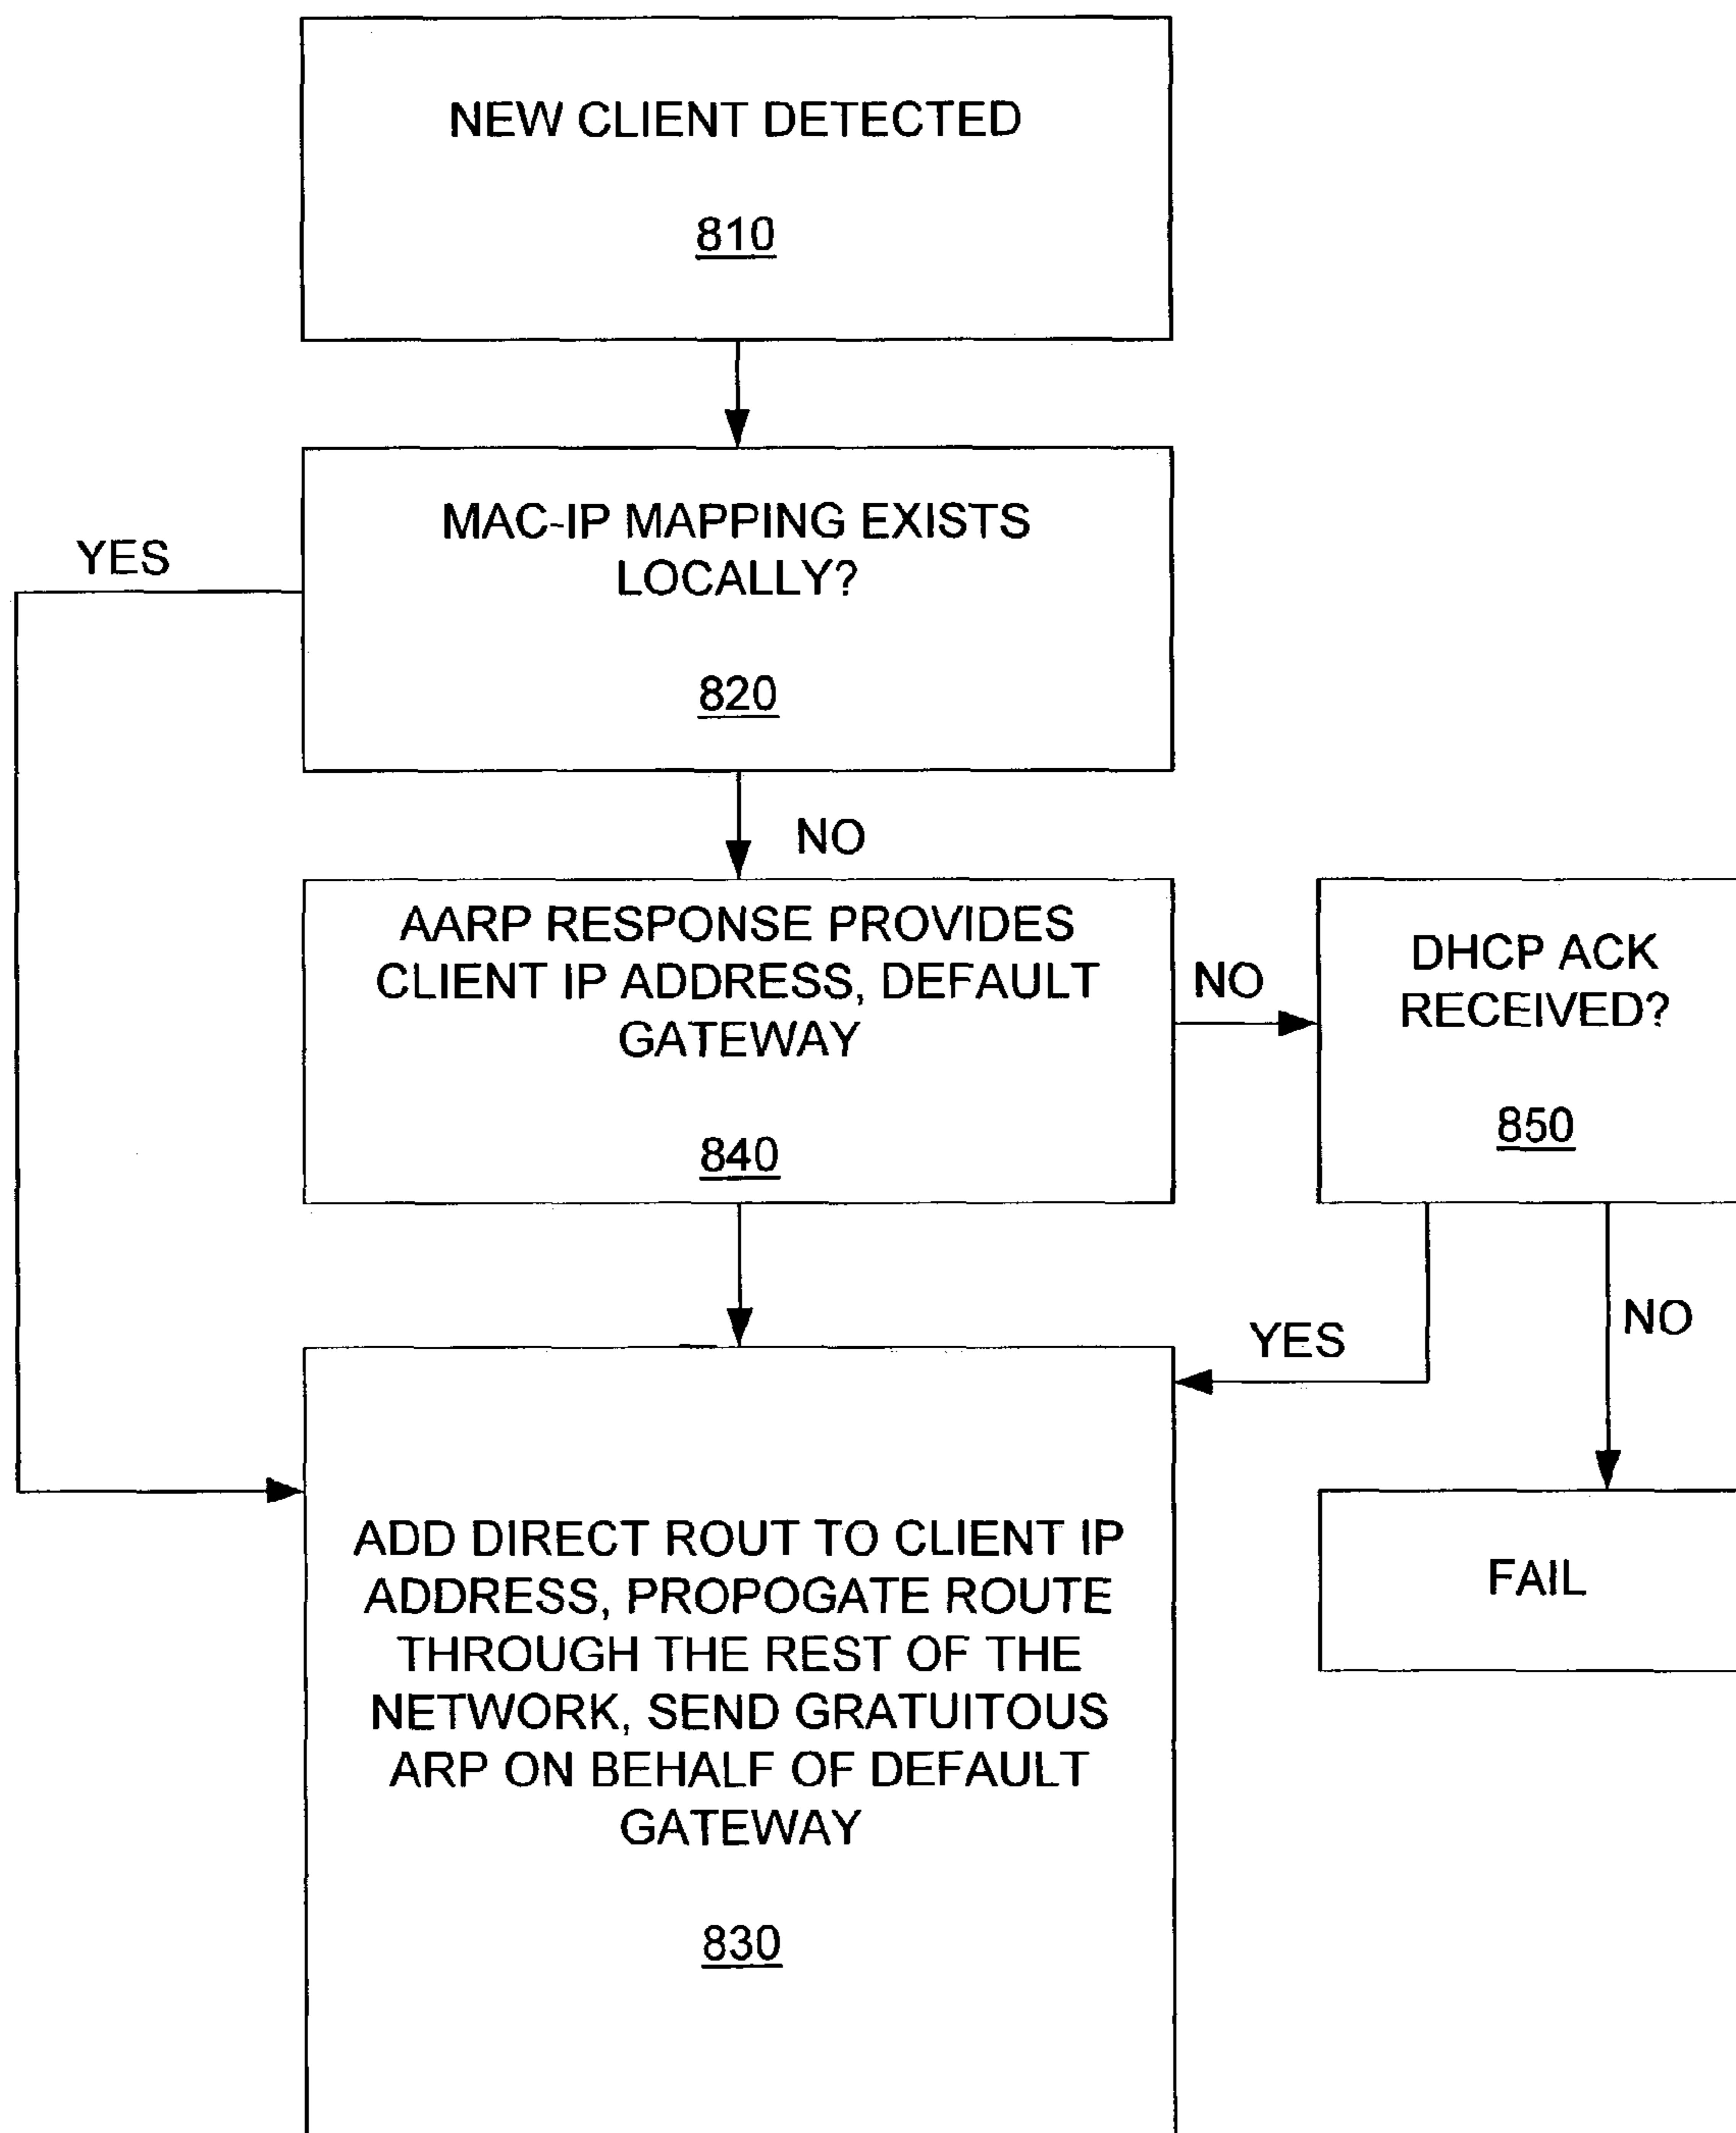 NEW CLIENT DETECTED
810
MAC-IP MAPPING EXISTS
LOCALLY?
820
YES
NO
AARP RESPONSE PROVIDES
CLIENT IP ADDRESS, DEFAULT
GATEWAY
840
NO
DHCP ACK
RECEIVED?
850
YES
NO
ADD DIRECT ROUT TO CLIENT IP
ADDRESS, PROPOGATE ROUTE
THROUGH THE REST OF THE
NETWORK, SEND GRATUITOUS
ARP ON BEHALF OF DEFAULT
GATEWAY
830
FAIL